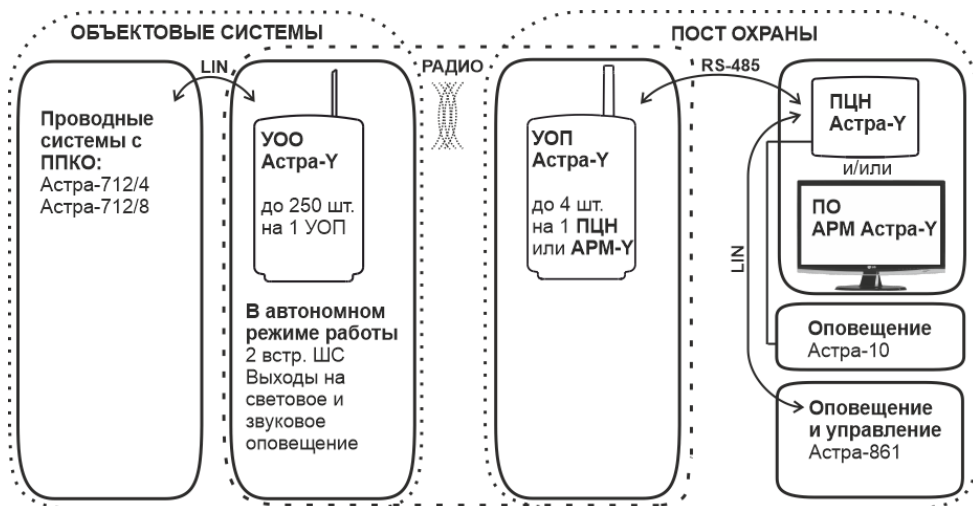 ОБЪЕКТОВЫЕ СИСТЕМЫ
ПОСТ ОХРАНЫ
LIN
РАДИО
RS-485
Проводные
системы с
ППКО:
Астра-712/4
Астра-712/8
УОО
Астра-Y
до 250 шт.
на 1 УОП
В автономном
режиме работы
2 встр. ШС
Выходы на
световое и
звуковое
оповещение
УОП
Астра-Y
до 4 шт.
на 1 ПЦН
или АРМ-Y
ПЦН
Астра-Y
и/или
ПО
АРМ Астра-Y
LIN
Оповещение
Астра-10
Оповещение
и управление
Астра-861